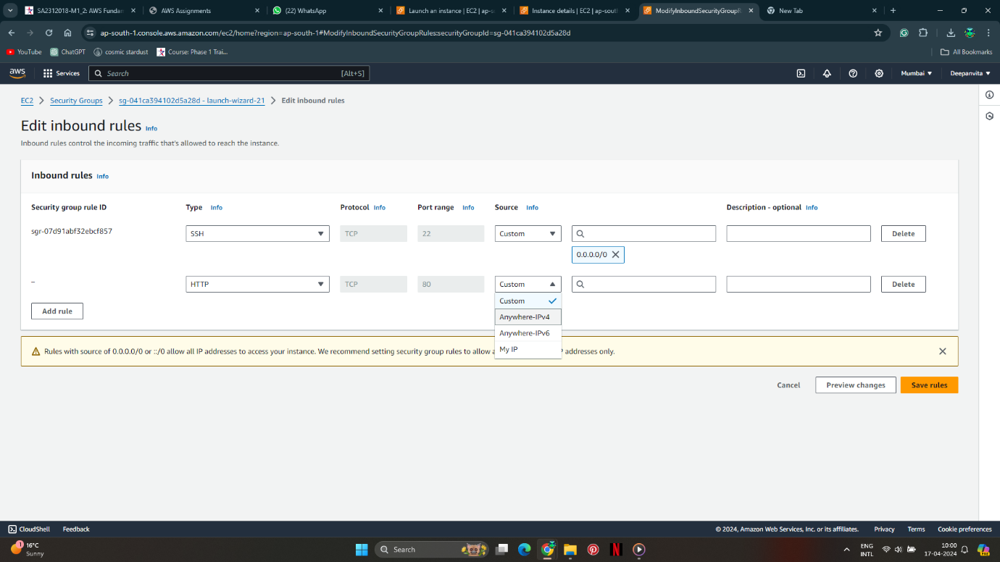 SA2312018-M1_2: AWS Fundan
AWS Assignments
(22) WhatsApp
Launch an instance | EC2 | ap-s
Instance details | EC2 | ap-sout
ModifyInboundSecurityGroupR
New Tab
ap-south-1.console.aws.amazon.com/ec2/home?region=ap-south-1#ModifyInboundSecurityGroupRules:securityGroupId=sg-041ca394102d5a28d
YouTube
ChatGPT
cosmic stardust
Course: Phase 1 Trai...
All Bookmarks
aws
Services
Search
[Alt+S]
Mumbai
Deepanvita
EC2
Security Groups
sg-041ca394102d5a28d - launch-wizard-21
Edit inbound rules
Edit inbound rules Info
Inbound rules control the incoming traffic that's allowed to reach the instance.
Inbound rules Info
Security group rule ID
Type Info
Protocol Info
Port range Info
Source Info
Description - optional Info
sgr-07d91abf32ebcf857
SSH
TCP
22
Custom
Delete
0.0.0.0/0
–
HTTP
TCP
80
Custom
Delete
Custom
Anywhere-IPv4
Anywhere-IPv6
My IP
Add rule
Rules with source of 0.0.0.0/0 or ::/0 allow all IP addresses to access your instance. We recommend setting security group rules to allow a P addresses only.
Cancel
Preview changes
Save rules
CloudShell
Feedback
© 2024, Amazon Web Services, Inc. or its affiliates.
Privacy
Terms
Cookie preferences
1
16°C
Sunny
Search
ENG
INTL
10:00
17-04-2024